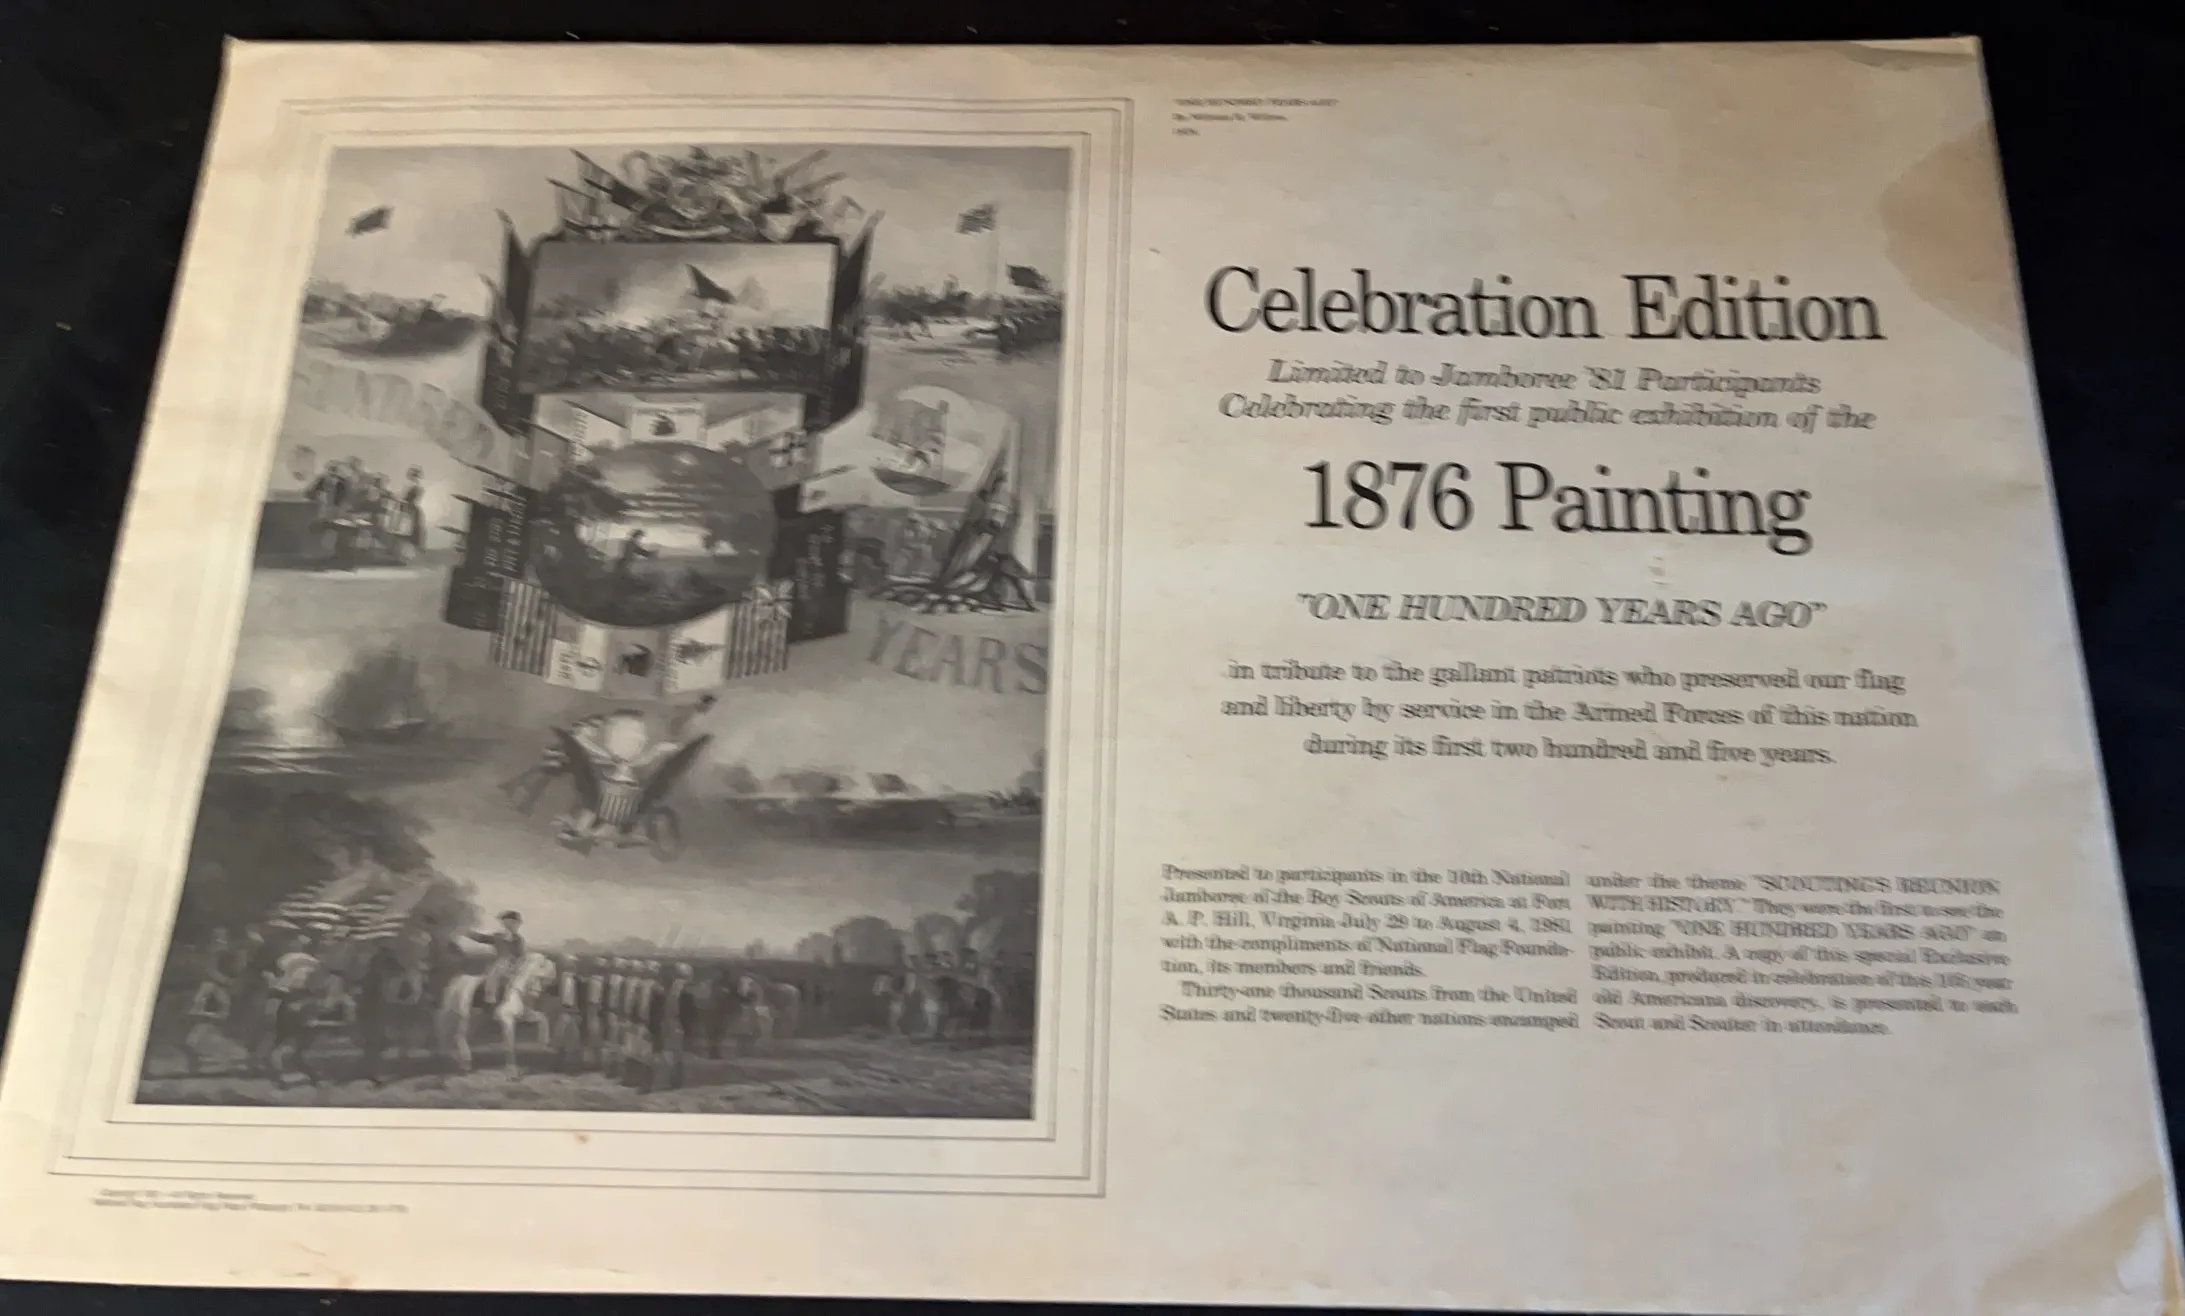 "ONE HUNDRED YEARS AGO"
1876
HUNDRED
YEARS
Celebration Edition
Limited to Jamboree '81 Participants
Celebrating the first public exhibition of the
1876 Painting
"ONE HUNDRED YEARS AGO"
in tribute to the gallant patriots who preserved our flag
and liberty by service in the Armed Forces of this nation
during its first two hundred and five years.
Presented to participants in the 10th National
Jamboree of the Boy Scouts of America at Fort
A. P. Hill, Virginia July 29 to August 4, 1981
with the compliments of National Flag Founda-
tion, its members and friends.
Thirty-one thousand Scouts from the United
States and twenty-five other nations encamped
under the theme "SCOUTING'S REUNION
WITH HISTORY." They were the first to see the
painting "ONE HUNDRED YEARS AGO" on
public exhibit. A copy of this special Exclusive
Edition, produced in celebration of this 105 year
old Americana discovery, is presented to each
Scout and Scouter in attendance.